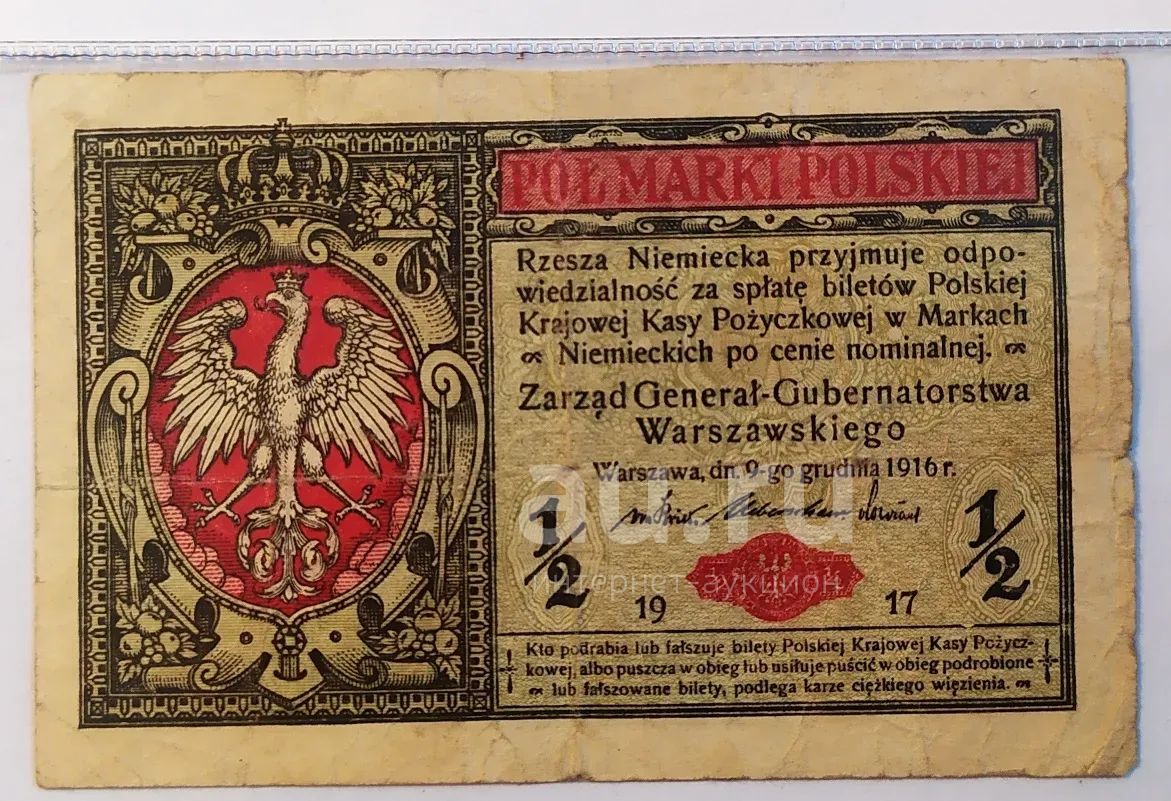 PÓŁ MARKI POLSKIEJ
Rzesza Niemiecka przyjmuje odpo-
wiedzialność za spłatę biletów Polskiej
Krajowej Kasy Pożyczkowej w Markach
Niemieckich po cenie nominalnej.
Zarząd Generał-Gubernatorstwa
Warszawskiego
Warszawa, dn. 9-go grudnia 1916 r.
au.ru
интернет-аукцион
1/2
1/2
19 17
Kto podrabia lub fałszuje bilety Polskiej Krajowej Kasy Pożycz-
kowej, albo puszcza w obieg lub usiłuje puścić w obieg podrobione
lub fałszowane bilety, podlega karze ciężkiego więzienia.